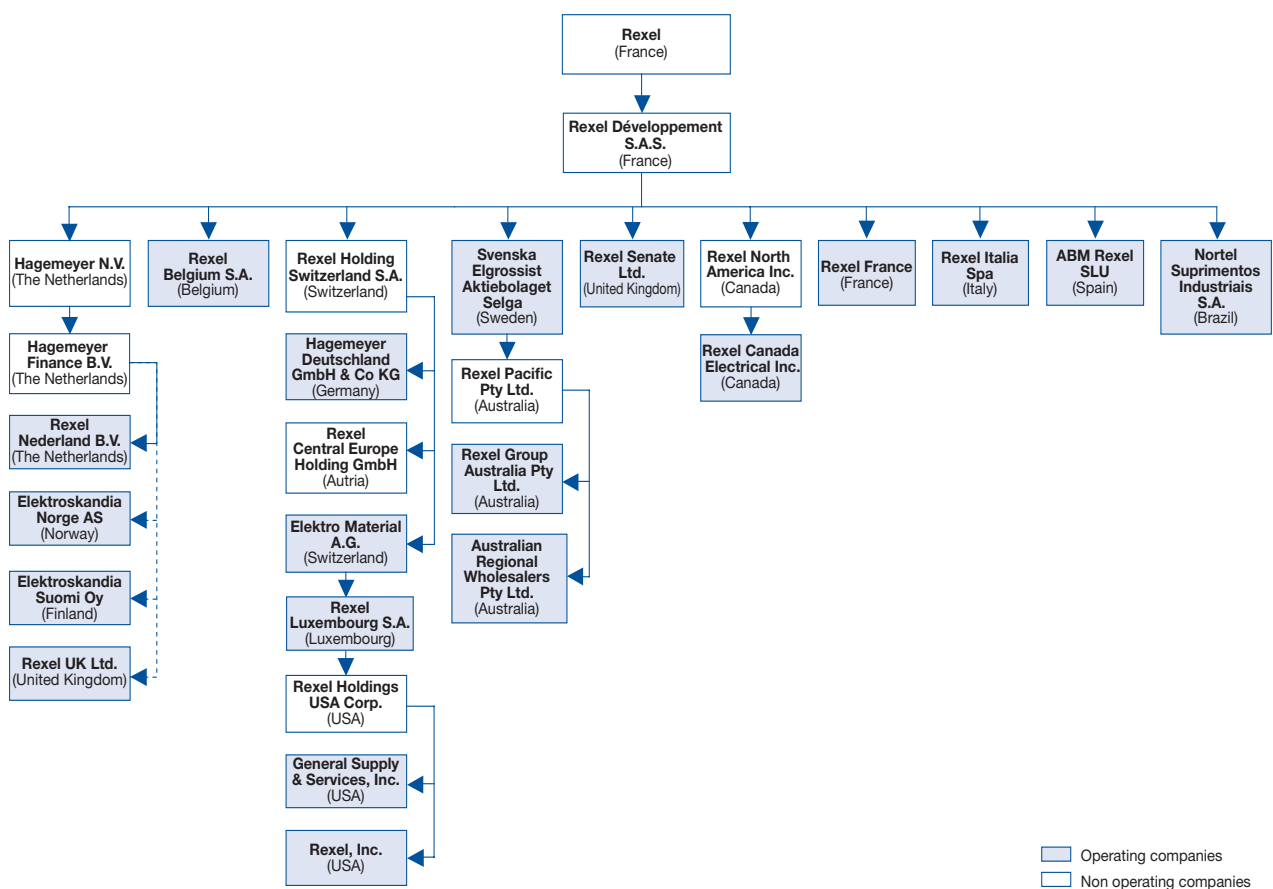 Rexel
(France)
Rexel Développement
S.A.S.
(France)
Hagemeyer N.V.
(The Netherlands)
Rexel
Belgium S.A.
(Belgium)
Rexel Holding
Switzerland S.A.
(Switzerland)
Svenska
Elgrossist
Aktiebolaget
Selga
(Sweden)
Rexel Senate
Ltd.
(United Kingdom)
Rexel North
America Inc.
(Canada)
Rexel France
(France)
Rexel Italia
Spa
(Italy)
ABM Rexel
SLU
(Spain)
Nortel
Suprimentos
Industriais
S.A.
(Brazil)
Hagemeyer
Finance B.V.
(The Netherlands)
Rexel
Nederland B.V.
(The Netherlands)
Elektroskandia
Norge AS
(Norway)
Elektroskandia
Suomi Oy
(Finland)
Rexel UK Ltd.
(United Kingdom)
Hagemeyer
Deutschland
GmbH & Co KG
(Germany)
Rexel
Central Europe
Holding GmbH
(Autria)
Elektro Material
A.G.
(Switzerland)
Rexel
Luxembourg S.A.
(Luxembourg)
Rexel Holdings
USA Corp.
(USA)
General Supply
& Services, Inc.
(USA)
Rexel, Inc.
(USA)
Rexel Pacific
Pty Ltd.
(Australia)
Rexel Group
Australia Pty
Ltd.
(Australia)
Australian
Regional
Wholesalers
Pty Ltd.
(Australia)
Rexel Canada
Electrical Inc.
(Canada)
Operating companies
Non operating companies